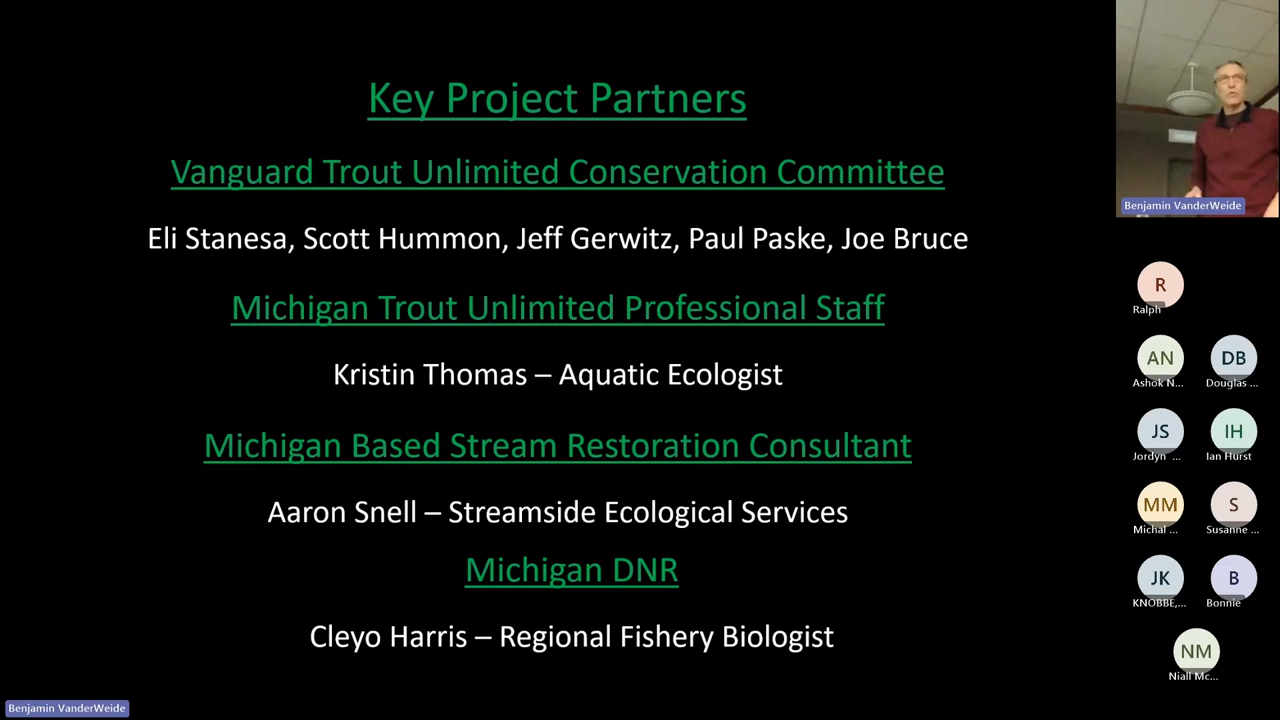 Key Project Partners
Vanguard Trout Unlimited Conservation Committee
Eli Stanesa, Scott Hummon, Jeff Gerwitz, Paul Paske, Joe Bruce
Michigan Trout Unlimited Professional Staff
Kristin Thomas – Aquatic Ecologist
Michigan Based Stream Restoration Consultant
Aaron Snell – Streamside Ecological Services
Michigan DNR
Cleyo Harris – Regional Fishery Biologist
Benjamin VanderWeide
Benjamin VanderWeide
R
Ralph
AN
Ashok N...
DB
Douglas ...
JS
Jordyn ...
IH
Ian Hurst
MM
Michal ...
S
Susanne ...
JK
KNOBBE,...
B
Bonnie
NM
Niall Mc...